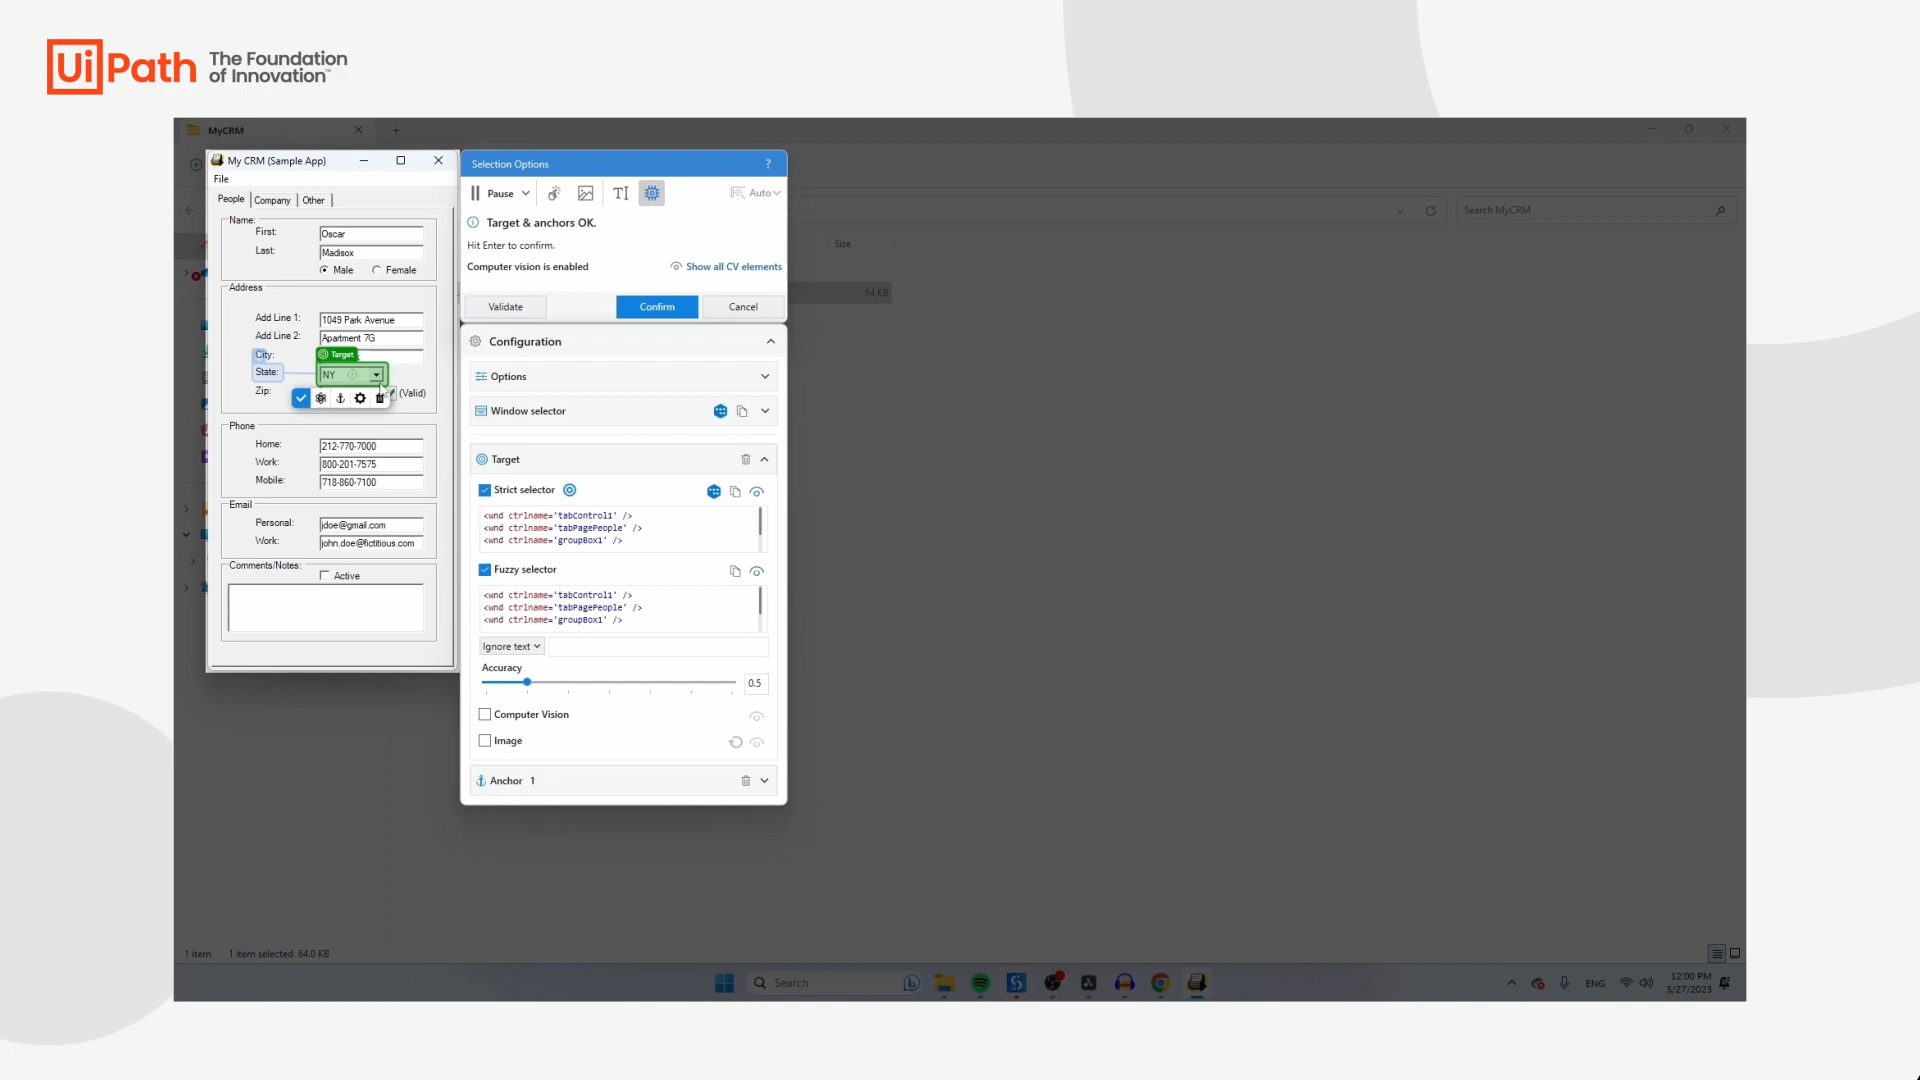 UiPath The Foundation
of Innovation™
MyCRM
My CRM (Sample App)
File
People Company Other
Name:
First: Oscar
Last: Madisox
Male Female
Address
Add Line 1: 1049 Park Avenue
Add Line 2: Apartment 7G
City: Target
State: NY
Zip: (Valid)
Phone
Home: 212-770-7000
Work: 800-201-7575
Mobile: 718-860-7100
Email
Personal: jdoe@gmail.com
Work: john.doe@fictitious.com
Comments/Notes: Active
Selection Options ?
Pause TI Auto
Target & anchors OK.
Hit Enter to confirm.
Computer vision is enabled Show all CV elements
Validate Confirm Cancel
Configuration
Options
Window selector
Target
Strict selector
<wnd ctrlname='tabControl1' />
<wnd ctrlname='tabPagePeople' />
<wnd ctrlname='groupBox1' />
Fuzzy selector
<wnd ctrlname='tabControl1' />
<wnd ctrlname='tabPagePeople' />
<wnd ctrlname='groupBox1' />
Ignore text
Accuracy
0.5
Computer Vision
Image
Anchor 1
Search MyCRM
Size
64 KB
1 item 1 item selected 64.0 KB
Search
ENG
12:00 PM
5/27/2023